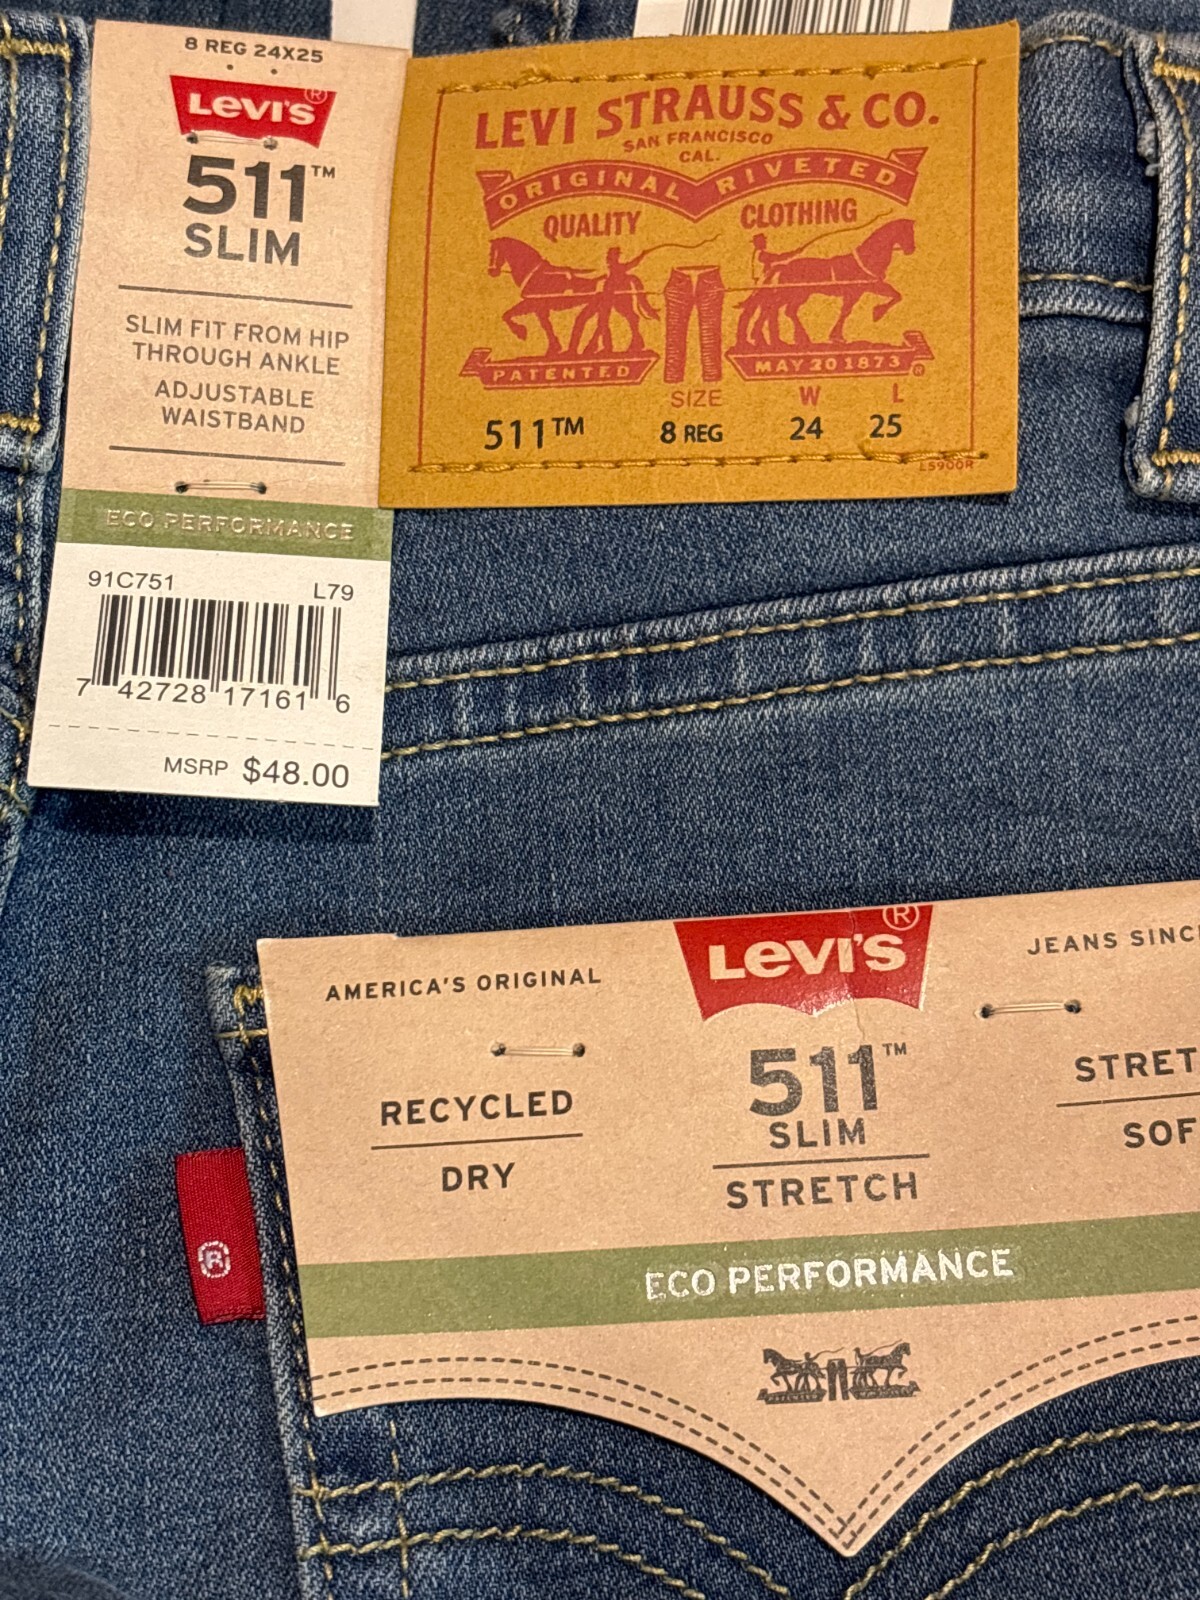 8 REG 24X25
Levi's®
511™
SLIM
SLIM FIT FROM HIP
THROUGH ANKLE
ADJUSTABLE
WAISTBAND
ECO PERFORMANCE
91C751 L79
7 42728 17161 6
MSRP $48.00
LEVI STRAUSS & CO.
SAN FRANCISCO
CAL.
ORIGINAL RIVETED
QUALITY CLOTHING
PATENTED MAY 20 1873 ®
SIZE W L
511™ 8 REG 24 25
L5900R
AMERICA'S ORIGINAL
Levi's®
JEANS SINC
RECYCLED
DRY
511™
SLIM
STRETCH
STRET
SOF
ECO PERFORMANCE
®